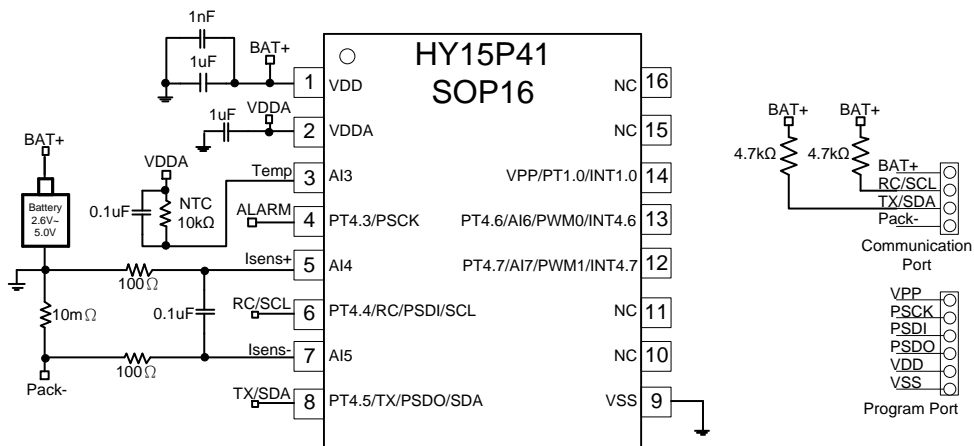 1nF
1uF
BAT+
1uF
VDDA
BAT+
Battery
2.6V~
5.0V
VDDA
0.1uF
NTC
10kΩ
Temp
ALARM
Isens+
100Ω
10mΩ
0.1uF
RC/SCL
Isens-
100Ω
Pack-
TX/SDA
HY15P41
SOP16
1 VDD
2 VDDA
3 AI3
4 PT4.3/PSCK
5 AI4
6 PT4.4/RC/PSDI/SCL
7 AI5
8 PT4.5/TX/PSDO/SDA
NC 16
NC 15
VPP/PT1.0/INT1.0 14
PT4.6/AI6/PWM0/INT4.6 13
PT4.7/AI7/PWM1/INT4.7 12
NC 11
NC 10
VSS 9
BAT+ BAT+
4.7kΩ 4.7kΩ
BAT+
RC/SCL
TX/SDA
Pack-
Communication
Port
VPP
PSCK
PSDI
PSDO
VDD
VSS
Program Port